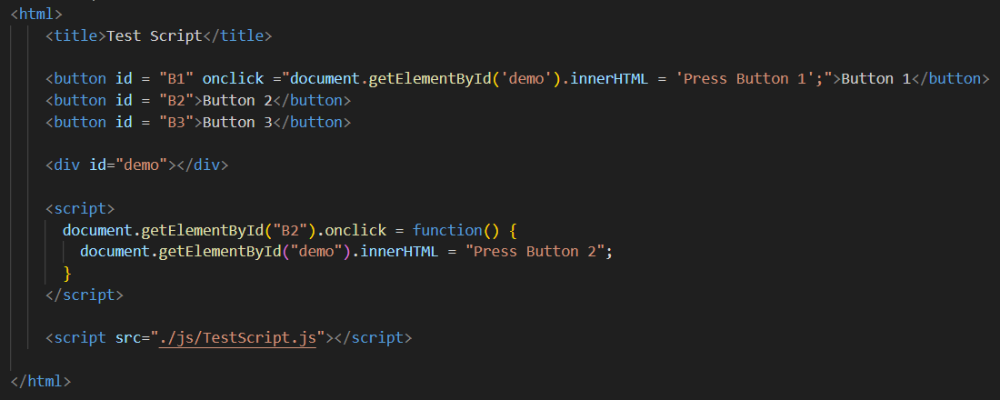 <html>
<title>Test Script</title>
<button id = "B1" onclick ="document.getElementById('demo').innerHTML = 'Press Button 1';">Button 1</button>
<button id = "B2">Button 2</button>
<button id = "B3">Button 3</button>
<div id="demo"></div>
<script>
document.getElementById("B2").onclick = function() {
document.getElementById("demo").innerHTML = "Press Button 2";
}
</script>
<script src="./js/TestScript.js"></script>
</html>